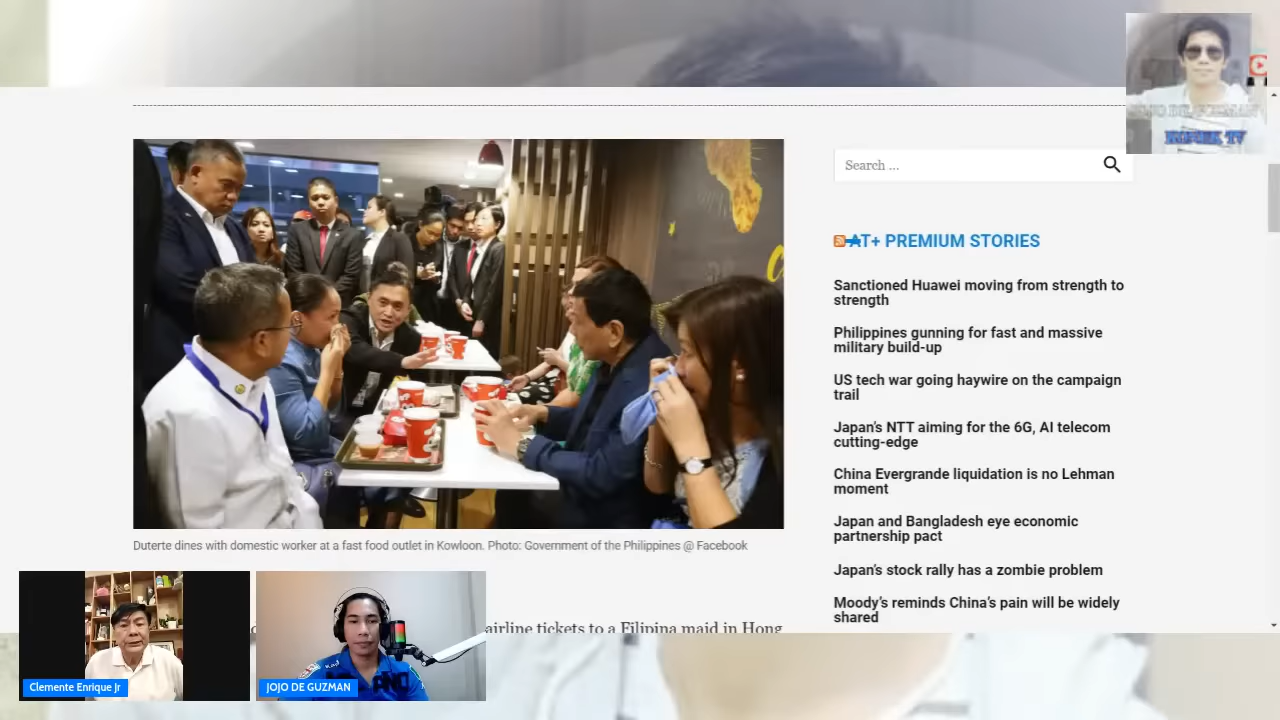 Search ...
AT+ PREMIUM STORIES
Sanctioned Huawei moving from strength to
strength
Philippines gunning for fast and massive
military build-up
US tech war going haywire on the campaign
trail
Japan's NTT aiming for the 6G, AI telecom
cutting-edge
China Evergrande liquidation is no Lehman
moment
Japan and Bangladesh eye economic
partnership pact
Japan's stock rally has a zombie problem
Moody's reminds China's pain will be widely
shared
Duterte dines with domestic worker at a fast food outlet in Kowloon. Photo: Government of the Philippines @ Facebook
airline tickets to a Filipina maid in Hong
Clemente Enrique Jr
JOJO DE GUZMAN